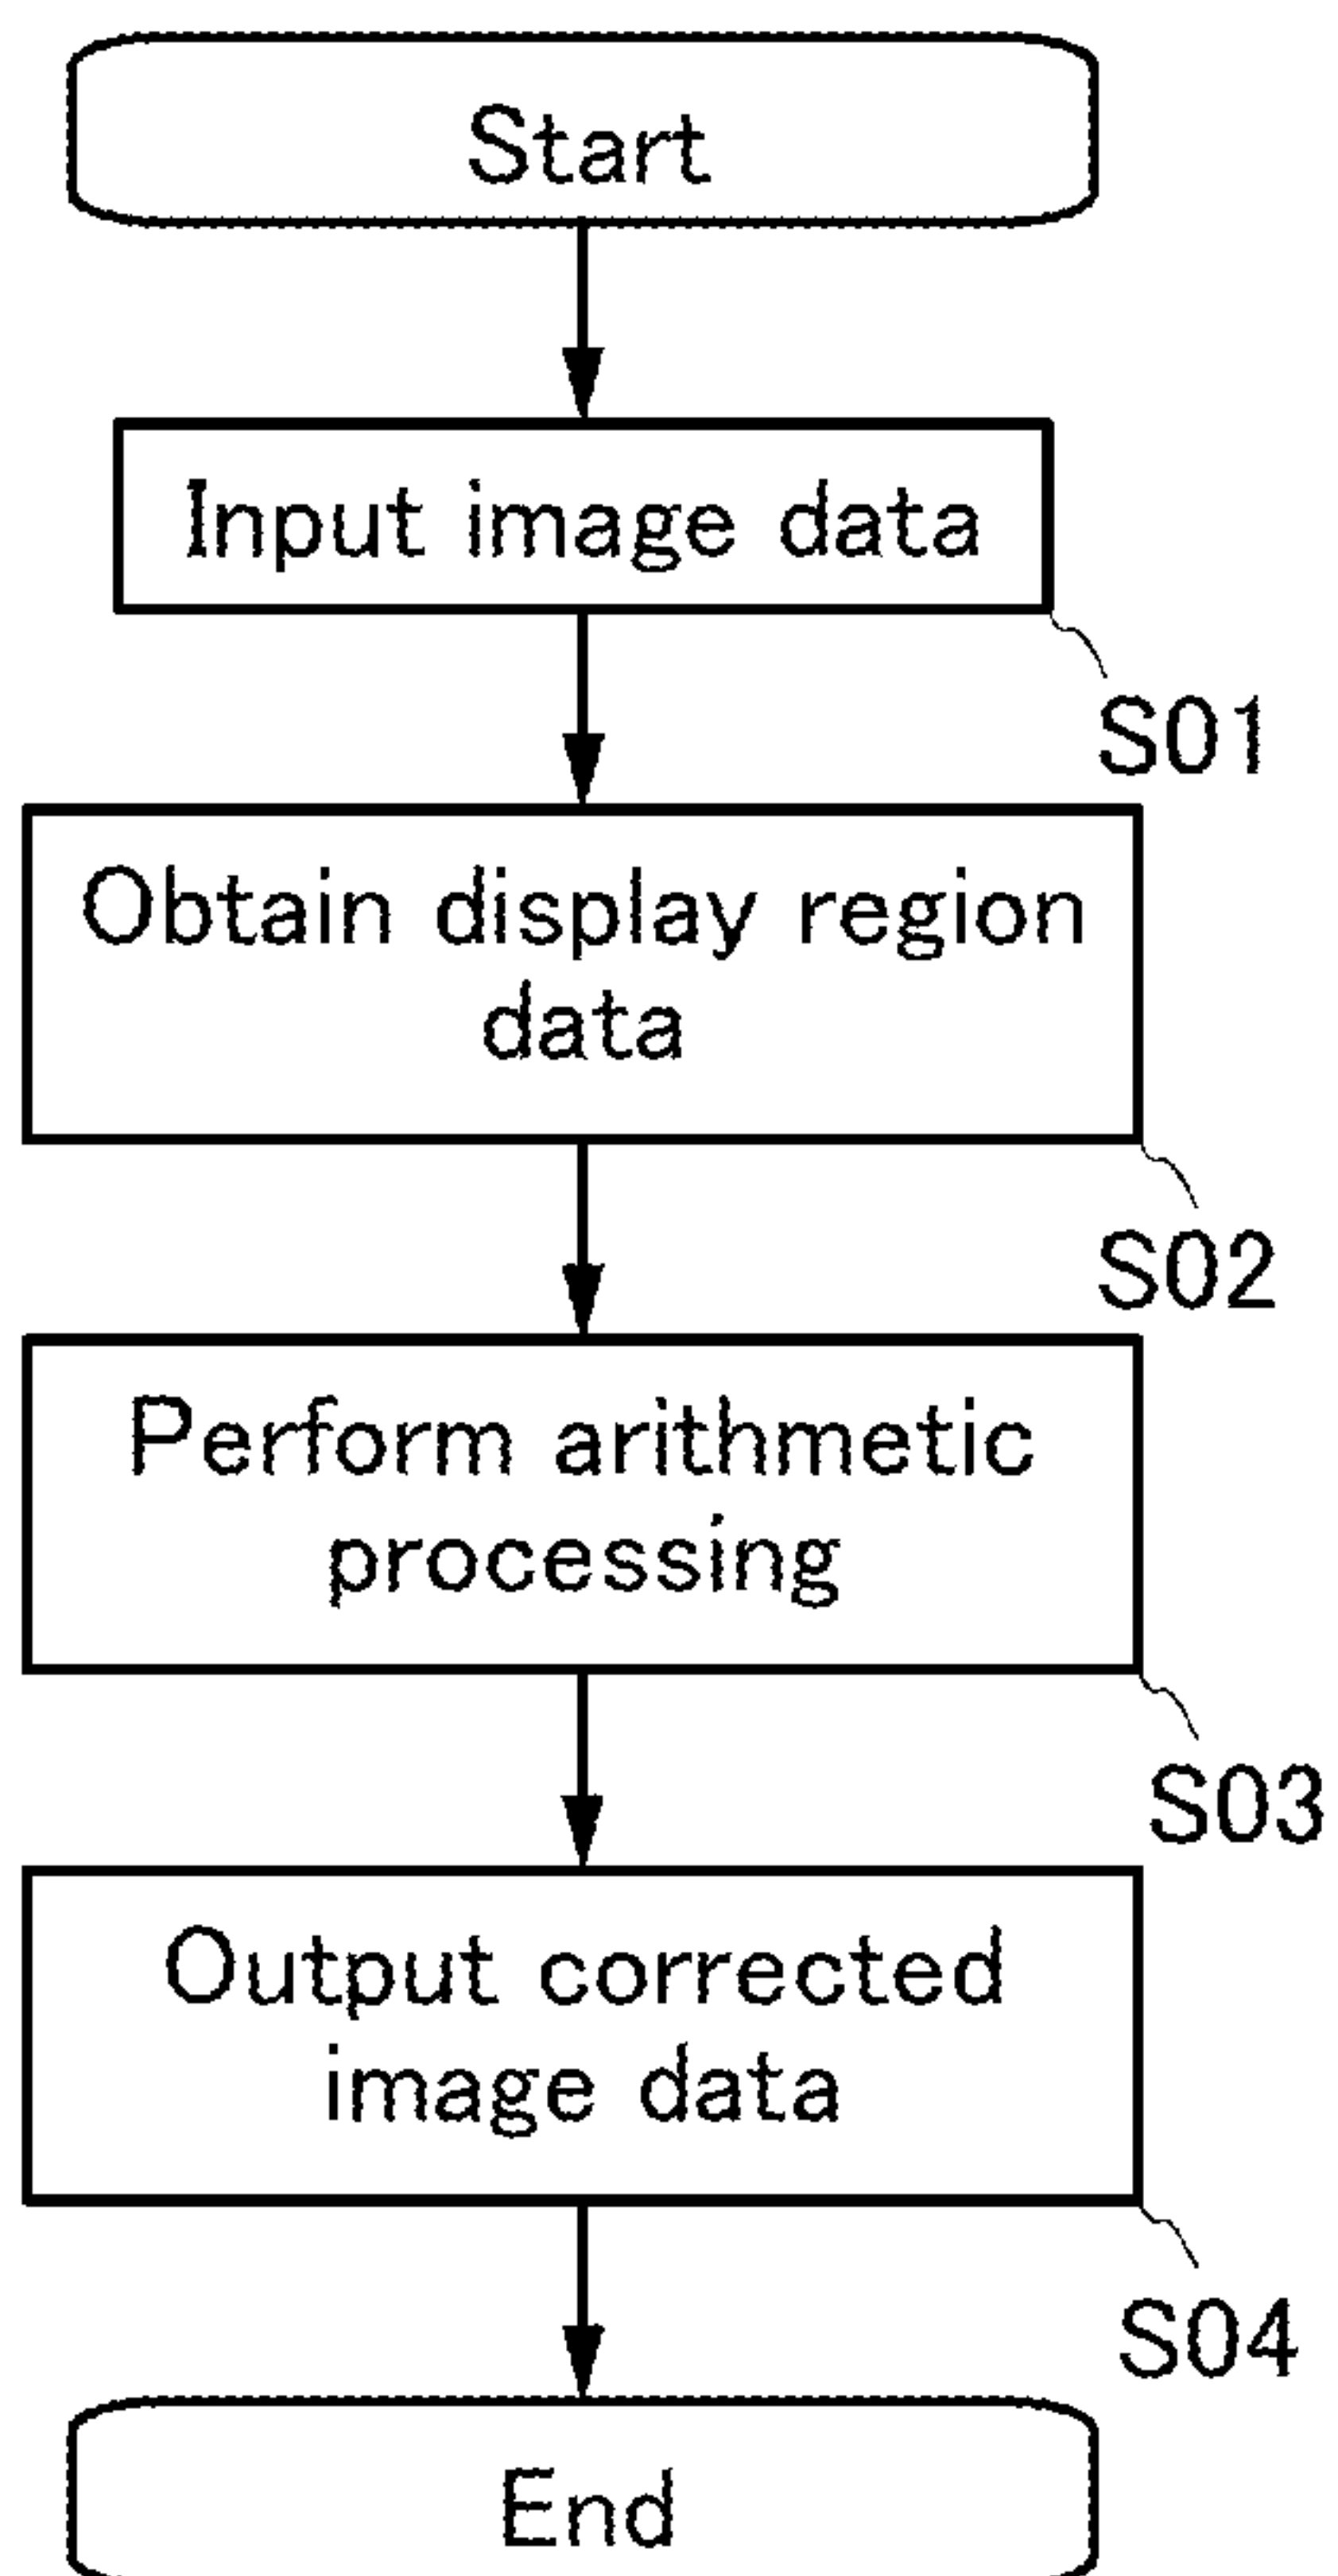 Start
Input image data
S01
Obtain display region
data
S02
Perform arithmetic
processing
S03
Output corrected
image data
S04
End